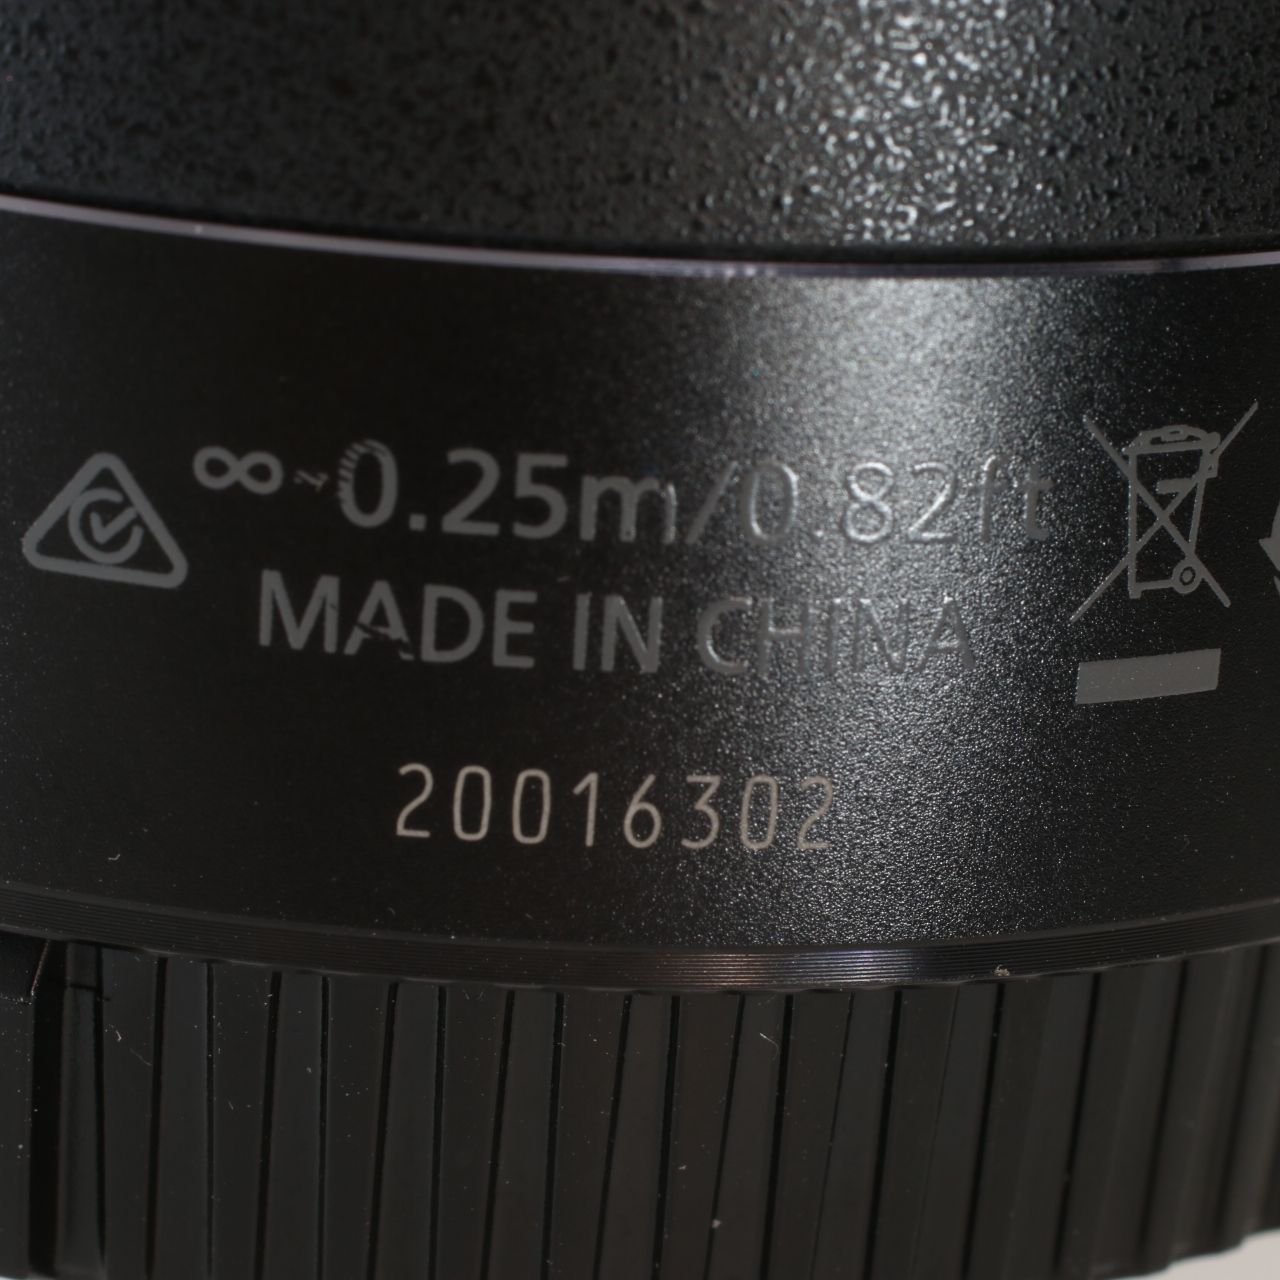 ∞-0.25m/0.82ft
MADE IN CHINA
20016302